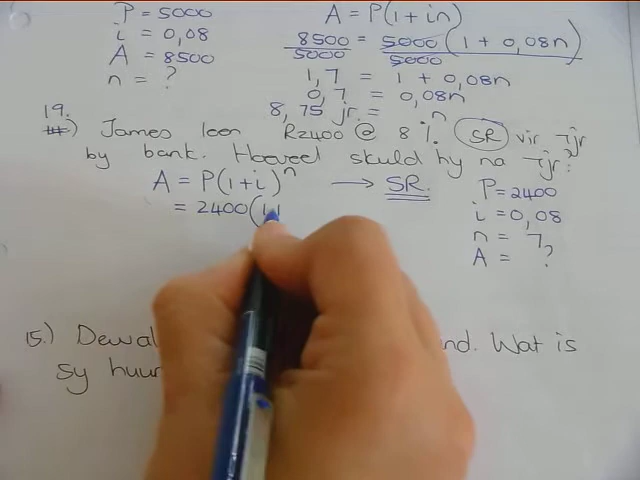 P = 5000
i = 0,08
A = 8500
n = ?
A = P(1 + in)
8500/5000 = 5000/5000 (1 + 0,08n)
1,7 = 1 + 0,08n
0,7 = 0,08n
8,75 jr. = n
19.) James leen R2400 @ 8 % SR vir 7jr
by bank. Hoeveel skuld hy na 7jr?
A = P(1+i)^n → SR.
= 2400(1
P = 2400
i = 0,08
n = 7
A = ?
15.) Dewal nd. Wat is
sy huur